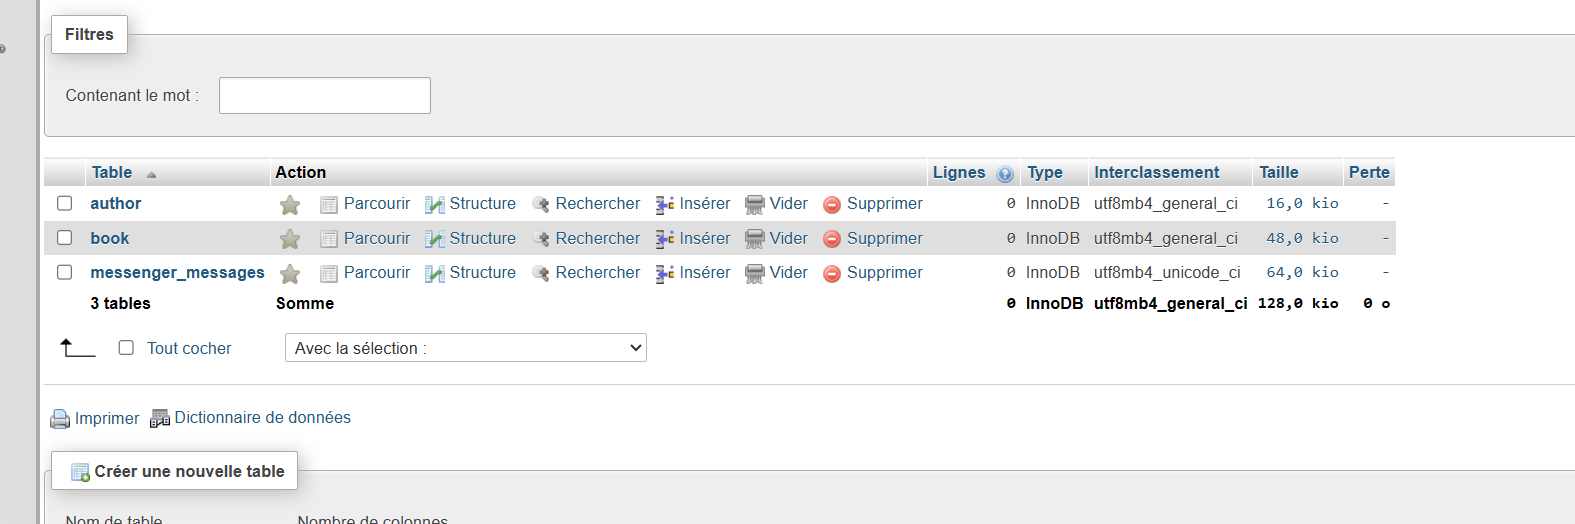 Filtres
Contenant le mot :
Table Action Lignes Type Interclassement Taille Perte
author Parcourir Structure Rechercher Insérer Vider Supprimer 0 InnoDB utf8mb4_general_ci 16,0 kio -
book Parcourir Structure Rechercher Insérer Vider Supprimer 0 InnoDB utf8mb4_general_ci 48,0 kio -
messenger_messages Parcourir Structure Rechercher Insérer Vider Supprimer 0 InnoDB utf8mb4_unicode_ci 64,0 kio -
3 tables Somme 0 InnoDB utf8mb4_general_ci 128,0 kio 0 o
Tout cocher Avec la sélection :
Imprimer Dictionnaire de données
Créer une nouvelle table
Nom de table Nombre de colonnes